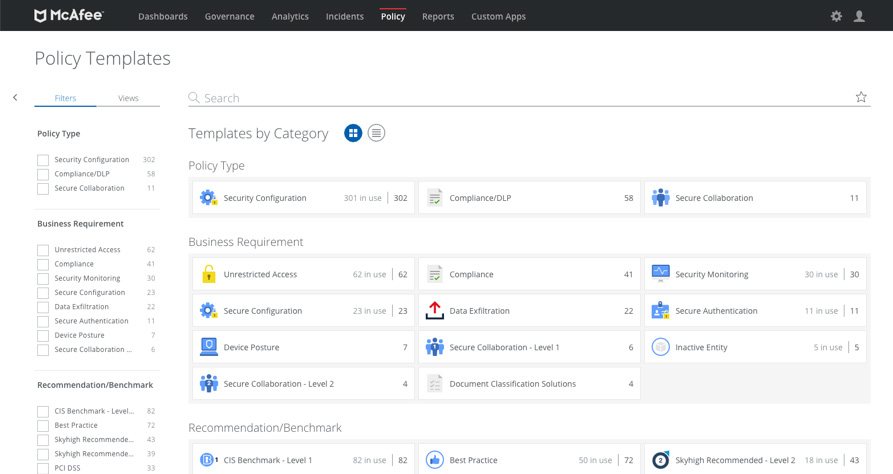 McAfee Dashboards Governance Analytics Incidents Policy Reports Custom Apps
Policy Templates
Filters Views
Search
Policy Type
Security Configuration 302
Compliance/DLP 58
Secure Collaboration 11
Business Requirement
Unrestricted Access 62
Compliance 41
Security Monitoring 30
Secure Configuration 23
Data Exfiltration 22
Secure Authentication 11
Device Posture 7
Secure Collaboration ... 6
Recommendation/Benchmark
CIS Benchmark - Level... 82
Best Practice 72
Skyhigh Recommende... 43
Skyhigh Recommende... 39
PCI DSS 33
Templates by Category
Policy Type
Security Configuration 301 in use 302
Compliance/DLP 58
Secure Collaboration 11
Business Requirement
Unrestricted Access 62 in use 62
Compliance 41
Security Monitoring 30 in use 30
Secure Configuration 23 in use 23
Data Exfiltration 22
Secure Authentication 11 in use 11
Device Posture 7
1 Secure Collaboration - Level 1 6
Inactive Entity 5 in use 5
2 Secure Collaboration - Level 2 4
Document Classification Solutions 4
Recommendation/Benchmark
1 CIS Benchmark - Level 1 82 in use 82
Best Practice 50 in use 72
2 Skyhigh Recommended - Level 2 18 in use 43